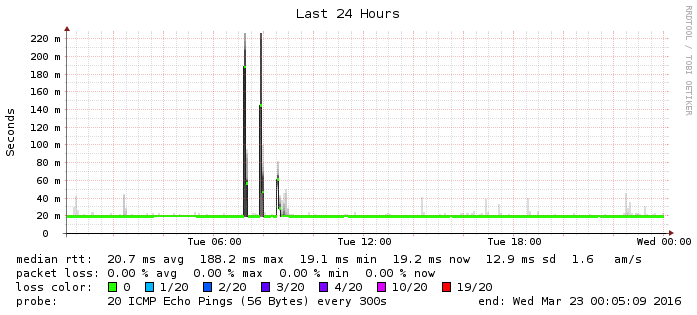 Last 24 Hours
RRDTOOL / TOBI OETIKER
Seconds
220 m
200 m
180 m
160 m
140 m
120 m
100 m
80 m
60 m
40 m
20 m
0
Tue 06:00 Tue 12:00 Tue 18:00 Wed 00:00
median rtt: 20.7 ms avg 188.2 ms max 19.1 ms min 19.2 ms now 12.9 ms sd 1.6 am/s
packet loss: 0.00 % avg 0.00 % max 0.00 % min 0.00 % now
loss color: 0 1/20 2/20 3/20 4/20 10/20 19/20
probe: 20 ICMP Echo Pings (56 Bytes) every 300s end: Wed Mar 23 00:05:09 2016